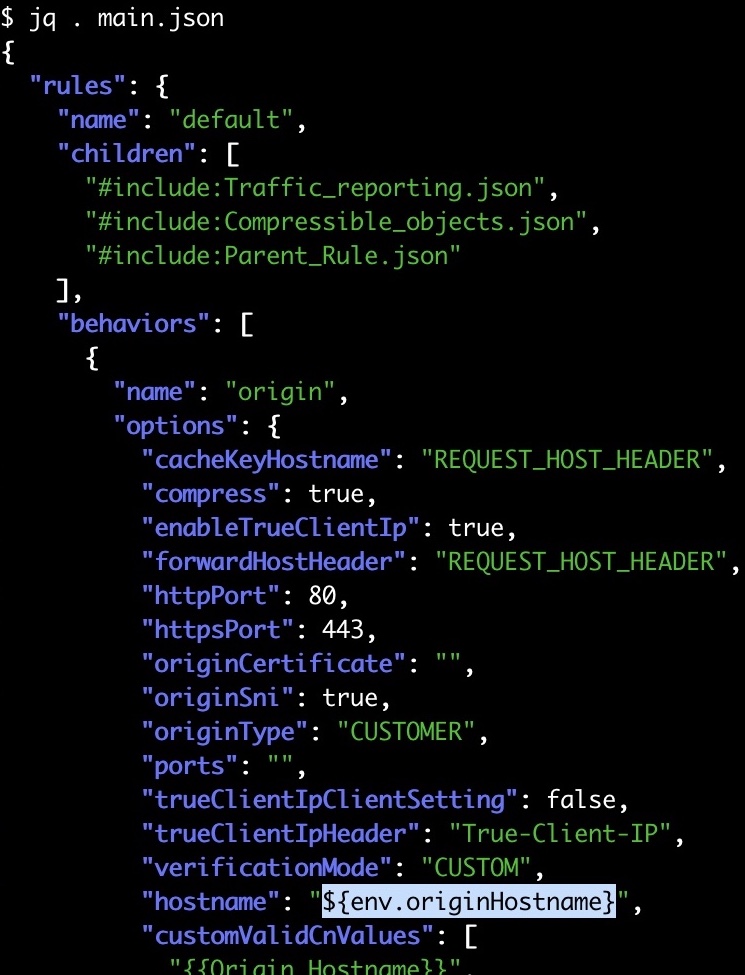 $ jq . main.json
{
  "rules": {
    "name": "default",
    "children": [
      "#include:Traffic_reporting.json",
      "#include:Compressible_objects.json",
      "#include:Parent_Rule.json"
    ],
    "behaviors": [
      {
        "name": "origin",
        "options": {
          "cacheKeyHostname": "REQUEST_HOST_HEADER",
          "compress": true,
          "enableTrueClientIp": true,
          "forwardHostHeader": "REQUEST_HOST_HEADER",
          "httpPort": 80,
          "httpsPort": 443,
          "originCertificate": "",
          "originSni": true,
          "originType": "CUSTOMER",
          "ports": "",
          "trueClientIpClientSetting": false,
          "trueClientIpHeader": "True-Client-IP",
          "verificationMode": "CUSTOM",
          "hostname": "${env.originHostname}",
          "customValidCnValues": [
            "{{Origin Hostname}}",